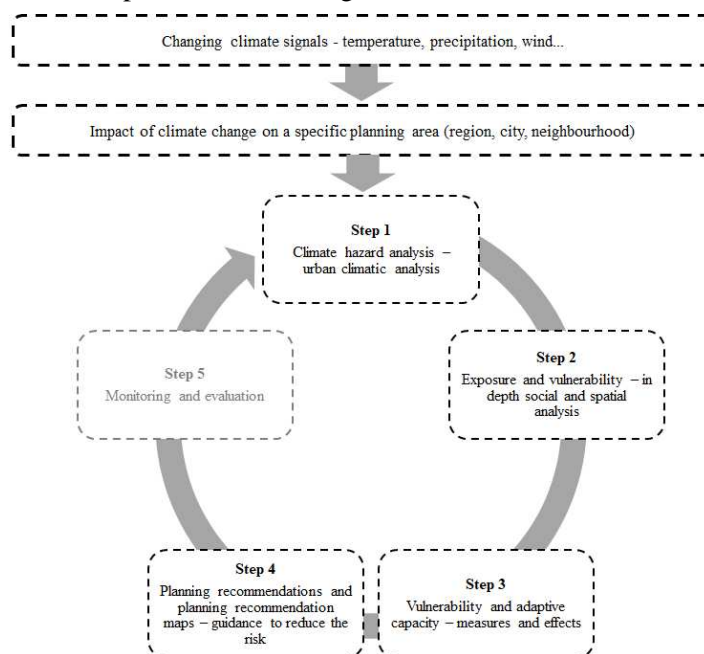 Changing climate signals - temperature, precipitation, wind...
Impact of climate change on a specific planning area (region, city, neighbourhood)
Step 1
Climate hazard analysis –
urban climatic analysis
Step 2
Exposure and vulnerability – in
depth social and spatial
analysis
Step 3
Vulnerability and adaptive
capacity – measures and effects
Step 4
Planning recommendations and
planning recommendation
maps – guidance to reduce the
risk
Step 5
Monitoring and evaluation